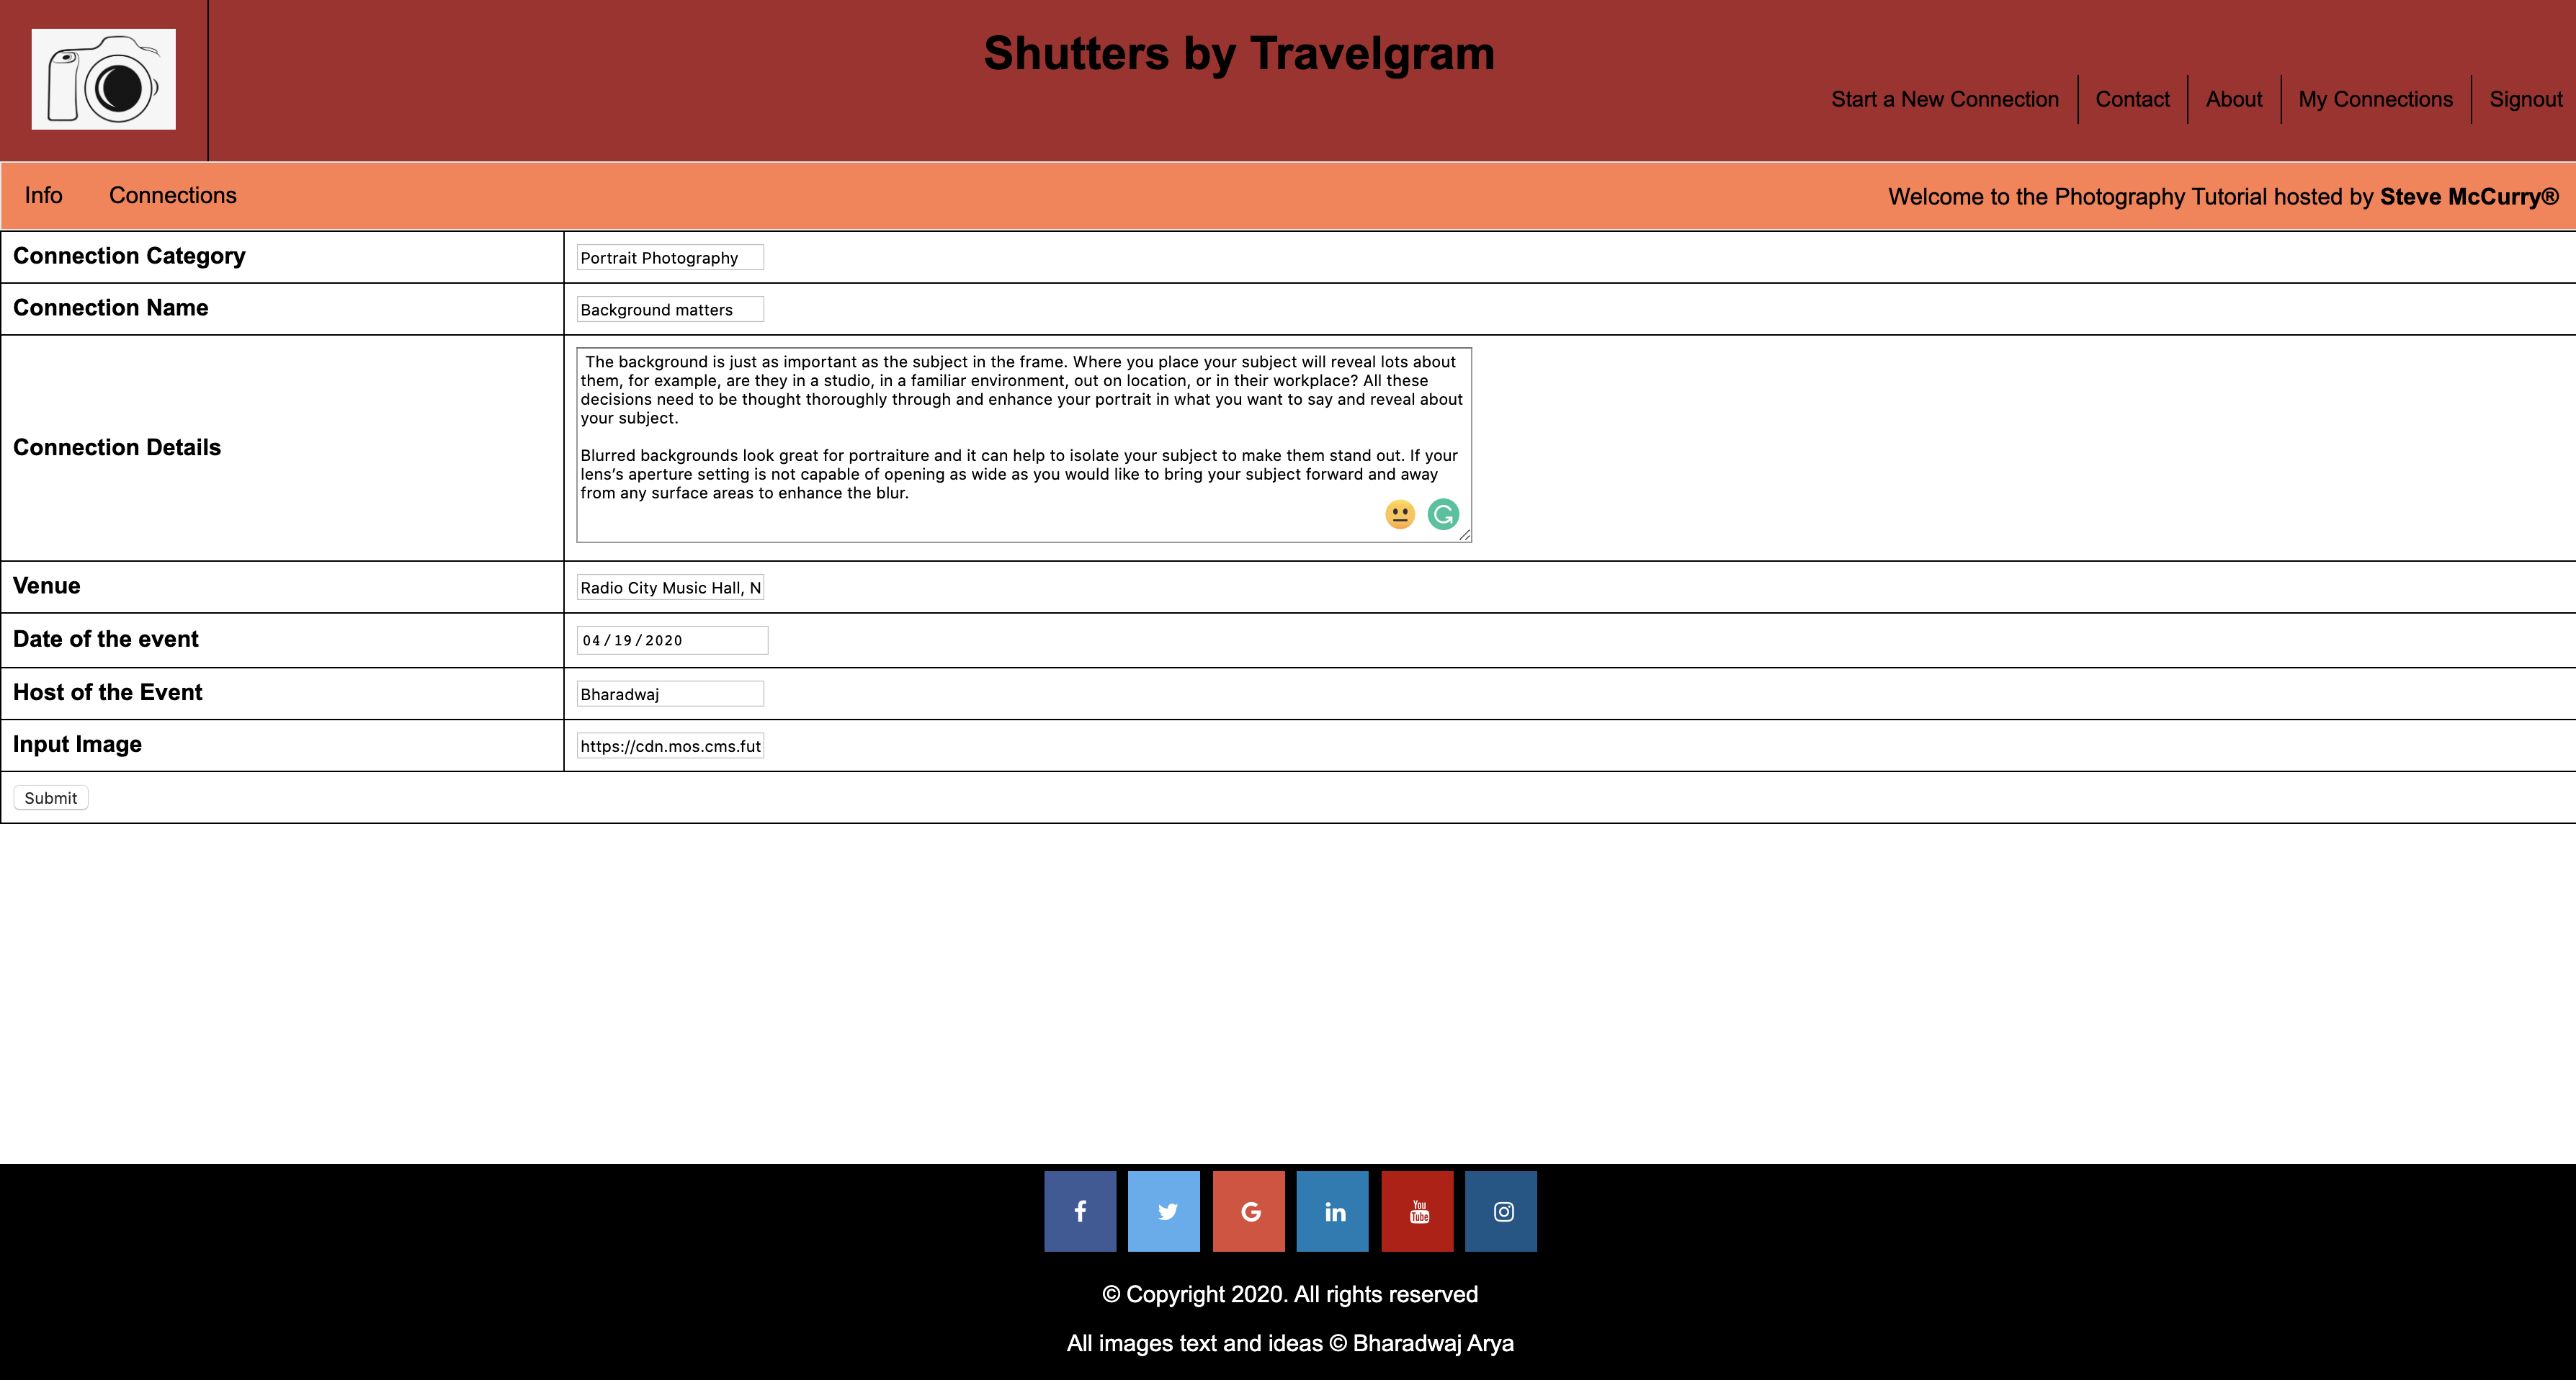 Shutters by Travelgram
Start a New Connection
Contact
About
My Connections
Signout
Info
Connections
Welcome to the Photography Tutorial hosted by Steve McCurry®
Connection Category
Portrait Photography
Connection Name
Background matters
Connection Details
The background is just as important as the subject in the frame. Where you place your subject will reveal lots about
them, for example, are they in a studio, in a familiar environment, out on location, or in their workplace? All these
decisions need to be thought thoroughly through and enhance your portrait in what you want to say and reveal about
your subject.
Blurred backgrounds look great for portraiture and it can help to isolate your subject to make them stand out. If your
lens’s aperture setting is not capable of opening as wide as you would like to bring your subject forward and away
from any surface areas to enhance the blur.
Venue
Radio City Music Hall, N
Date of the event
04/19/2020
Host of the Event
Bharadwaj
Input Image
https://cdn.mos.cms.fut
Submit
You
Tube
© Copyright 2020. All rights reserved
All images text and ideas © Bharadwaj Arya